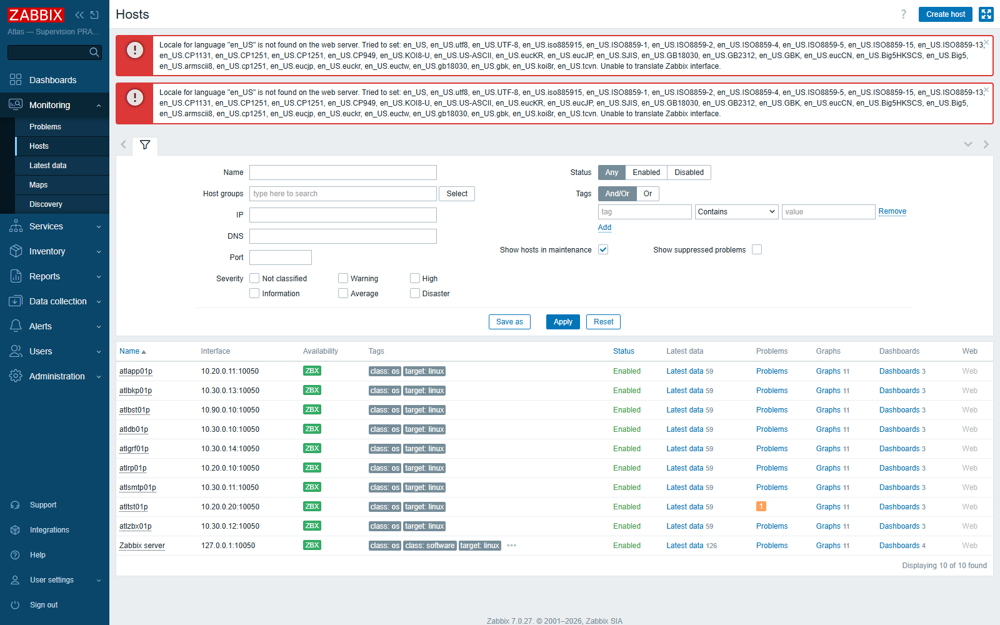 ZABBIX
Atlas — Supervision PRA...
Dashboards
Monitoring
Problems
Hosts
Latest data
Maps
Discovery
Services
Inventory
Reports
Data collection
Alerts
Users
Administration
Support
Integrations
Help
User settings
Sign out
Hosts
? Create host
Locale for language "en_US" is not found on the web server. Tried to set: en_US, en_US.utf8, en_US.UTF-8, en_US.iso885915, en_US.ISO8859-1, en_US.ISO8859-2, en_US.ISO8859-4, en_US.ISO8859-5, en_US.ISO8859-15, en_US.ISO8859-13,
en_US.CP1131, en_US.CP1251, en_US.CP1251, en_US.CP949, en_US.KOI8-U, en_US.US-ASCII, en_US.eucKR, en_US.eucJP, en_US.SJIS, en_US.GB18030, en_US.GB2312, en_US.GBK, en_US.eucCN, en_US.Big5HKSCS, en_US.Big5,
en_US.armscii8, en_US.cp1251, en_US.eucjp, en_US.euckr, en_US.euctw, en_US.gb18030, en_US.gbk, en_US.koi8r, en_US.tcvn. Unable to translate Zabbix interface.
Locale for language "en_US" is not found on the web server. Tried to set: en_US, en_US.utf8, en_US.UTF-8, en_US.iso885915, en_US.ISO8859-1, en_US.ISO8859-2, en_US.ISO8859-4, en_US.ISO8859-5, en_US.ISO8859-15, en_US.ISO8859-13,
en_US.CP1131, en_US.CP1251, en_US.CP1251, en_US.CP949, en_US.KOI8-U, en_US.US-ASCII, en_US.eucKR, en_US.eucJP, en_US.SJIS, en_US.GB18030, en_US.GB2312, en_US.GBK, en_US.eucCN, en_US.Big5HKSCS, en_US.Big5,
en_US.armscii8, en_US.cp1251, en_US.eucjp, en_US.euckr, en_US.euctw, en_US.gb18030, en_US.gbk, en_US.koi8r, en_US.tcvn. Unable to translate Zabbix interface.
Name
Host groups type here to search Select
IP
DNS
Port
Severity Not classified Warning High
Information Average Disaster
Status Any Enabled Disabled
Tags And/Or Or
tag Contains value Remove
Add
Show hosts in maintenance Show suppressed problems
Save as Apply Reset
Name Interface Availability Tags Status Latest data Problems Graphs Dashboards Web
atlapp01p 10.20.0.11:10050 ZBX class: os target: linux Enabled Latest data 59 Problems Graphs 11 Dashboards 3 Web
atlbkp01p 10.30.0.13:10050 ZBX class: os target: linux Enabled Latest data 59 Problems Graphs 11 Dashboards 3 Web
atlbst01p 10.90.0.10:10050 ZBX class: os target: linux Enabled Latest data 59 Problems Graphs 11 Dashboards 3 Web
atldb01p 10.30.0.10:10050 ZBX class: os target: linux Enabled Latest data 59 Problems Graphs 11 Dashboards 3 Web
atlgrf01p 10.30.0.14:10050 ZBX class: os target: linux Enabled Latest data 59 Problems Graphs 11 Dashboards 3 Web
atlrp01p 10.20.0.10:10050 ZBX class: os target: linux Enabled Latest data 59 Problems Graphs 11 Dashboards 3 Web
atlsmtp01p 10.30.0.11:10050 ZBX class: os target: linux Enabled Latest data 59 Problems Graphs 11 Dashboards 3 Web
atltst01p 10.20.0.20:10050 ZBX class: os target: linux Enabled Latest data 59 1 Graphs 11 Dashboards 3 Web
atlzbx01p 10.30.0.12:10050 ZBX class: os target: linux Enabled Latest data 59 Problems Graphs 11 Dashboards 3 Web
Zabbix server 127.0.0.1:10050 ZBX class: os class: software target: linux ••• Enabled Latest data 126 Problems Graphs 11 Dashboards 4 Web
Displaying 10 of 10 found
Zabbix 7.0.27. © 2001–2026, Zabbix SIA